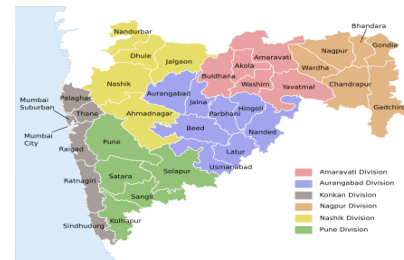 Bhandara
Nandurbar
Nagpur
Gondia
Dhule
Jalgaon
Amaravati
Akola
Wardha
Buldhana
Nashik
Washim
Yavatmal
Chandrapur
Aurangabad
Palaghar
Jalna
Gadchiro
Mumbai
Suburban
Thane
Ahmadnagar
Parbhani
Hingoli
Mumbai
City
Beed
Nanded
Pune
Raigad
Latur
Satara
Solapur
Usmanabad
Ratnagiri
Sangli
Kolhapur
Sindhudurg
Amaravati Division
Aurangabad Division
Konkan Division
Nagpur Division
Nashik Division
Pune Division